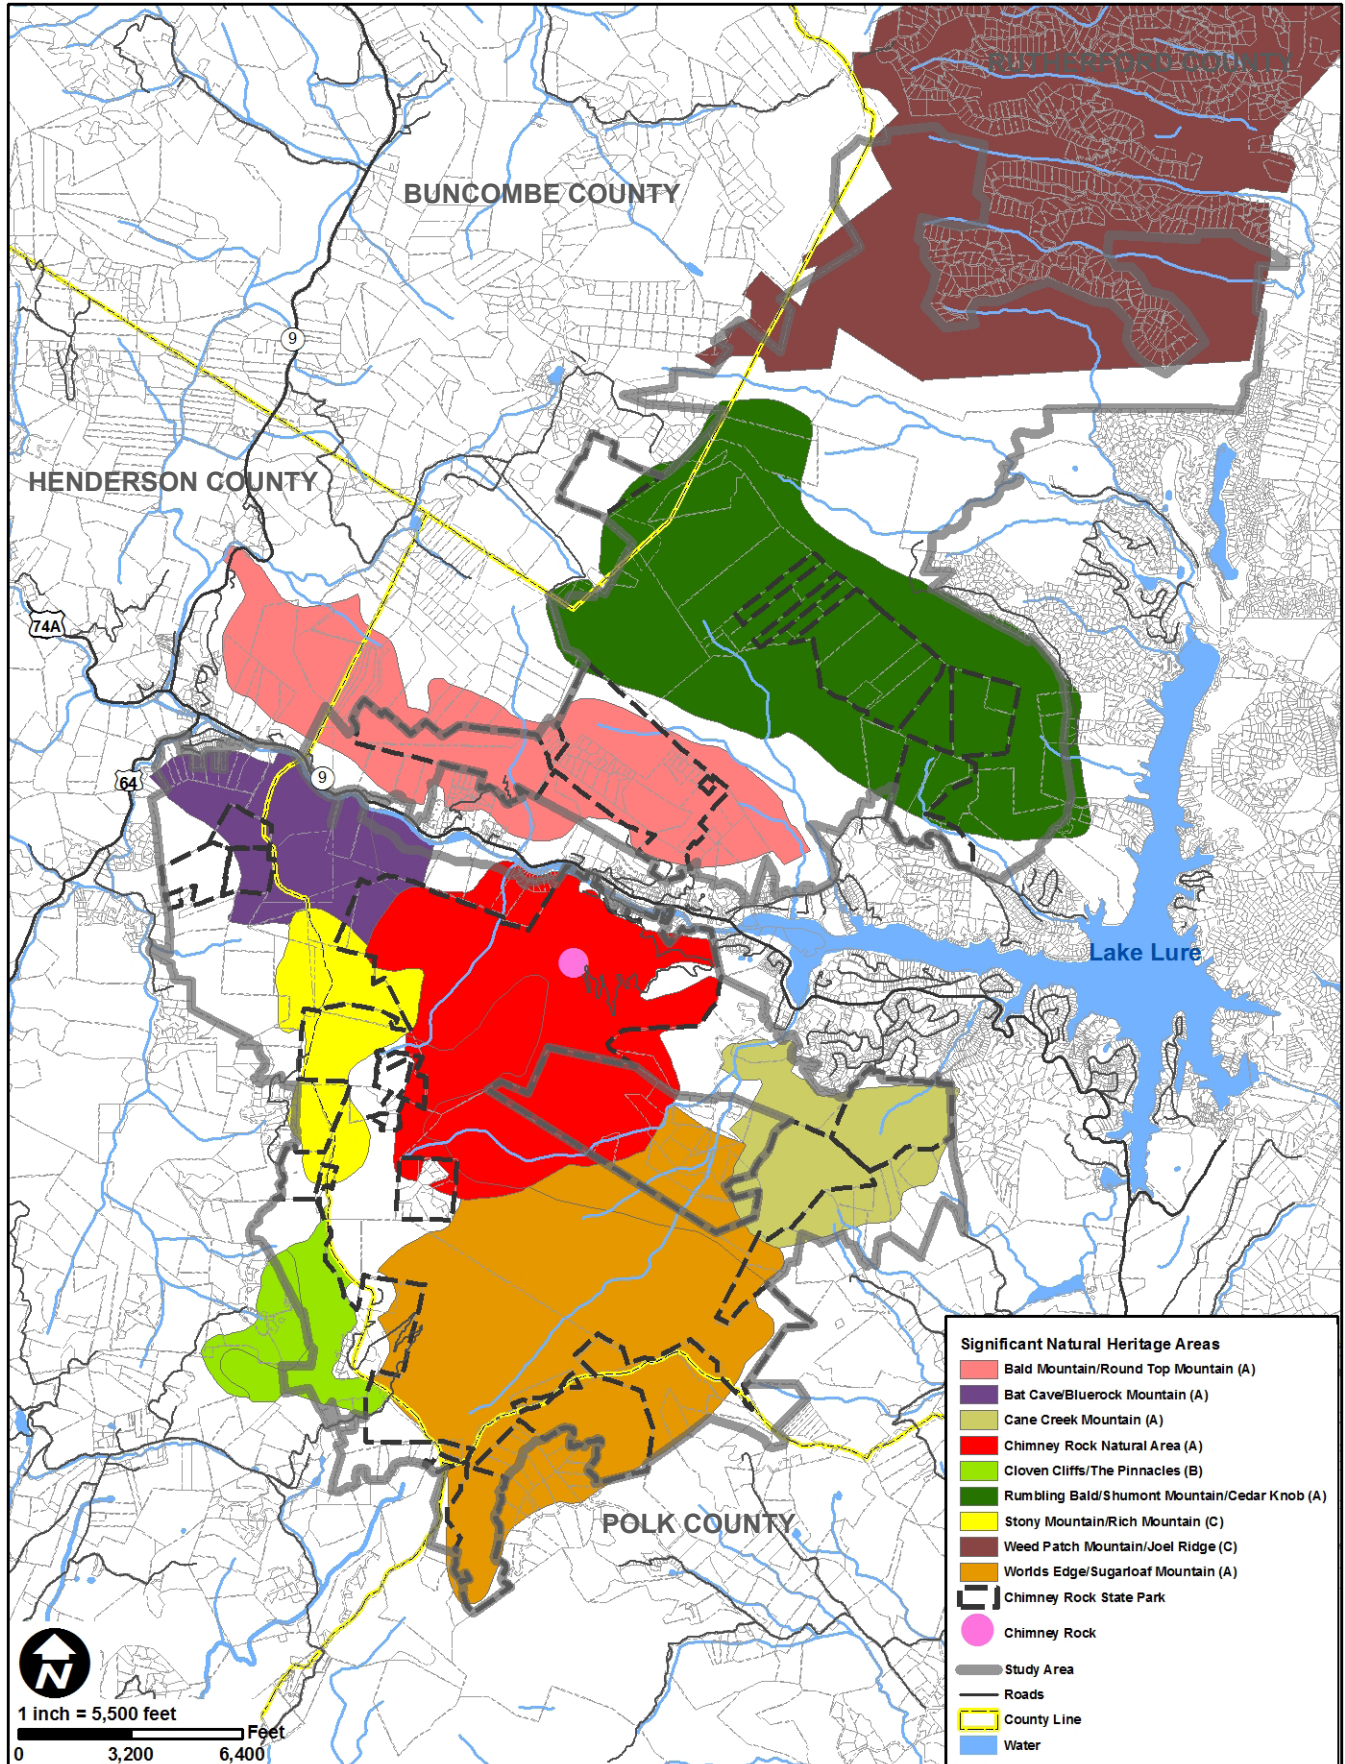 RUTHERFORD COUNTY
BUNCOMBE COUNTY
9
HENDERSON COUNTY
74A
64
9
Lake Lure
POLK COUNTY
Significant Natural Heritage Areas
Bald Mountain/Round Top Mountain (A)
Bat Cave/Bluerock Mountain (A)
Cane Creek Mountain (A)
Chimney Rock Natural Area (A)
Cloven Cliffs/The Pinnacles (B)
Rumbling Bald/Shumont Mountain/Cedar Knob (A)
Stony Mountain/Rich Mountain (C)
Weed Patch Mountain/Joel Ridge (C)
Worlds Edge/Sugarloaf Mountain (A)
Chimney Rock State Park
Chimney Rock
Study Area
Roads
County Line
Water
N
1 inch = 5,500 feet
Feet
0 3,200 6,400